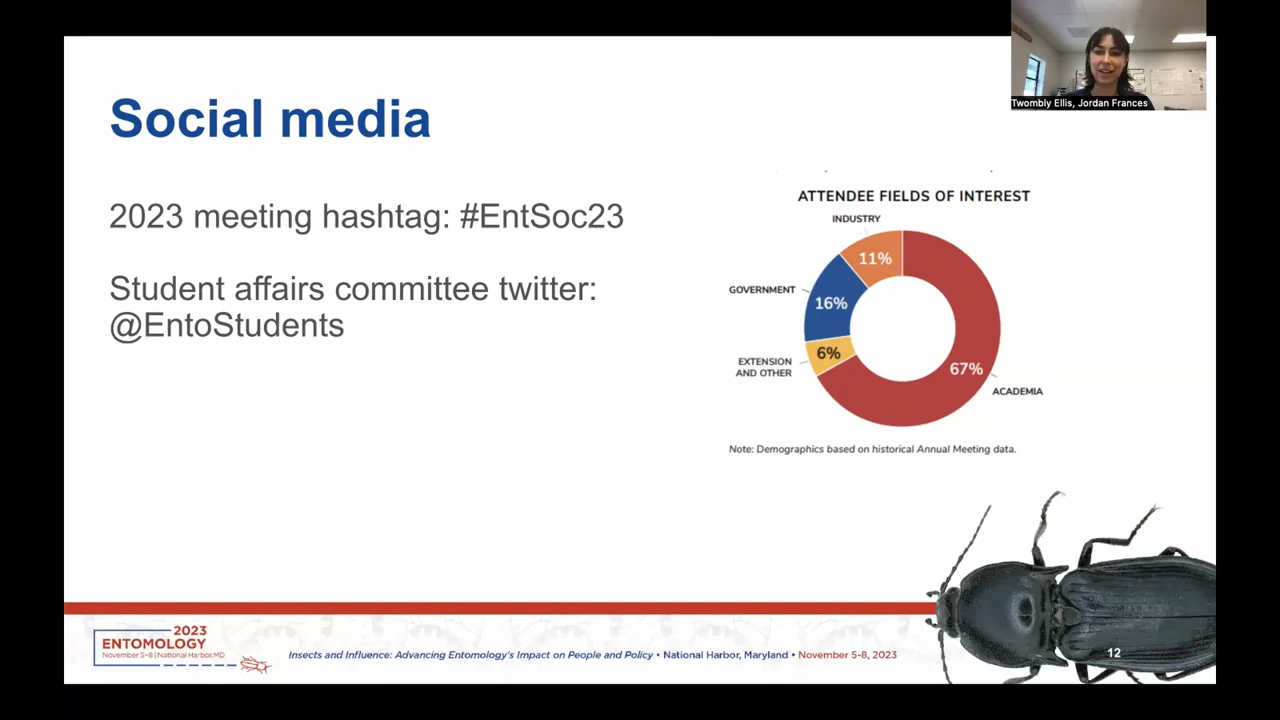 Twombly Ellis, Jordan Frances
Social media
2023 meeting hashtag: #EntSoc23
Student affairs committee twitter:
@EntoStudents
ATTENDEE FIELDS OF INTEREST
INDUSTRY
11%
GOVERNMENT
16%
EXTENSION
AND OTHER
6%
67%
ACADEMIA
Note: Demographics based on historical Annual Meeting data.
2023
ENTOMOLOGY
November 5-8 | National Harbor, MD
Insects and Influence: Advancing Entomology's Impact on People and Policy • National Harbor, Maryland • November 5-8, 2023
12